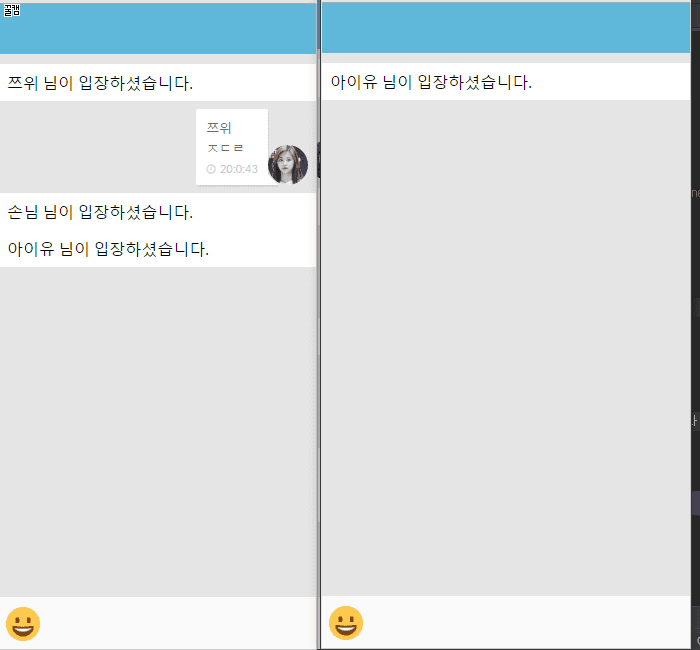 꿀캠
쯔위 님이 입장하셨습니다.
쯔위
ㅈㄷㄹ
20:0:43
손님 님이 입장하셨습니다.
아이유 님이 입장하셨습니다.
아이유 님이 입장하셨습니다.